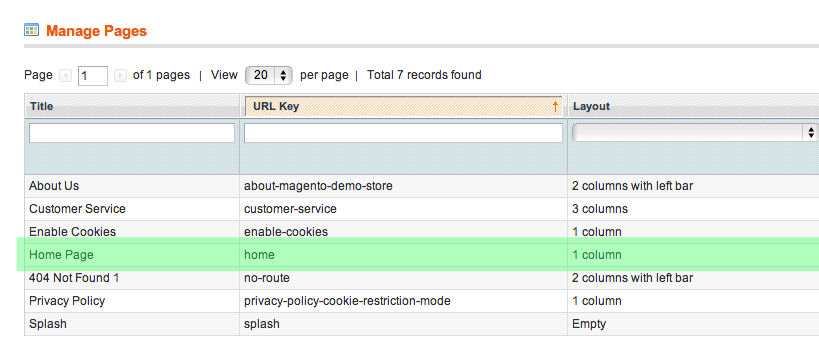 Manage Pages
Page 1 of 1 pages | View 20 per page | Total 7 records found
Title URL Key Layout
About Us about-magento-demo-store 2 columns with left bar
Customer Service customer-service 3 columns
Enable Cookies enable-cookies 1 column
Home Page home 1 column
404 Not Found 1 no-route 2 columns with left bar
Privacy Policy privacy-policy-cookie-restriction-mode 1 column
Splash splash Empty